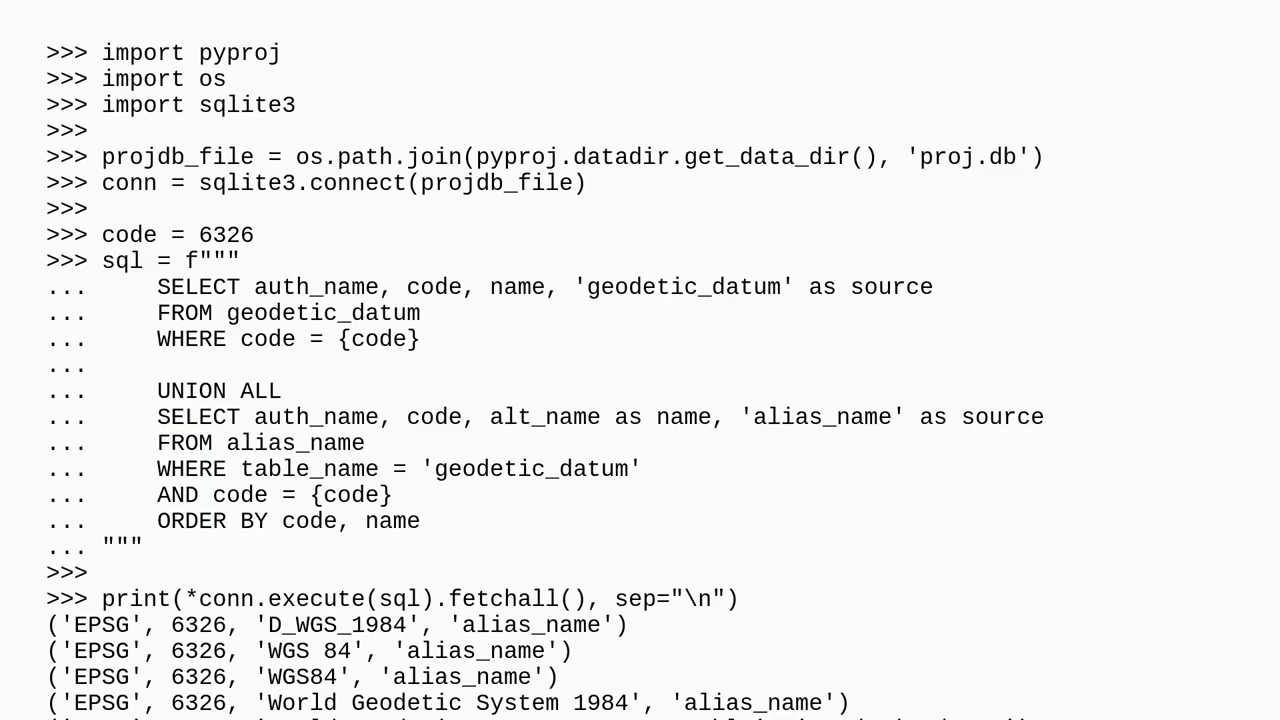 >>> import pyproj
>>> import os
>>> import sqlite3
>>>
>>> projdb_file = os.path.join(pyproj.datadir.get_data_dir(), 'proj.db')
>>> conn = sqlite3.connect(projdb_file)
>>>
>>> code = 6326
>>> sql = f"""
...     SELECT auth_name, code, name, 'geodetic_datum' as source
...     FROM geodetic_datum
...     WHERE code = {code}
...
...     UNION ALL
...     SELECT auth_name, code, alt_name as name, 'alias_name' as source
...     FROM alias_name
...     WHERE table_name = 'geodetic_datum'
...     AND code = {code}
...     ORDER BY code, name
... """
>>>
>>> print(*conn.execute(sql).fetchall(), sep="\n")
('EPSG', 6326, 'D_WGS_1984', 'alias_name')
('EPSG', 6326, 'WGS 84', 'alias_name')
('EPSG', 6326, 'WGS84', 'alias_name')
('EPSG', 6326, 'World Geodetic System 1984', 'alias_name')